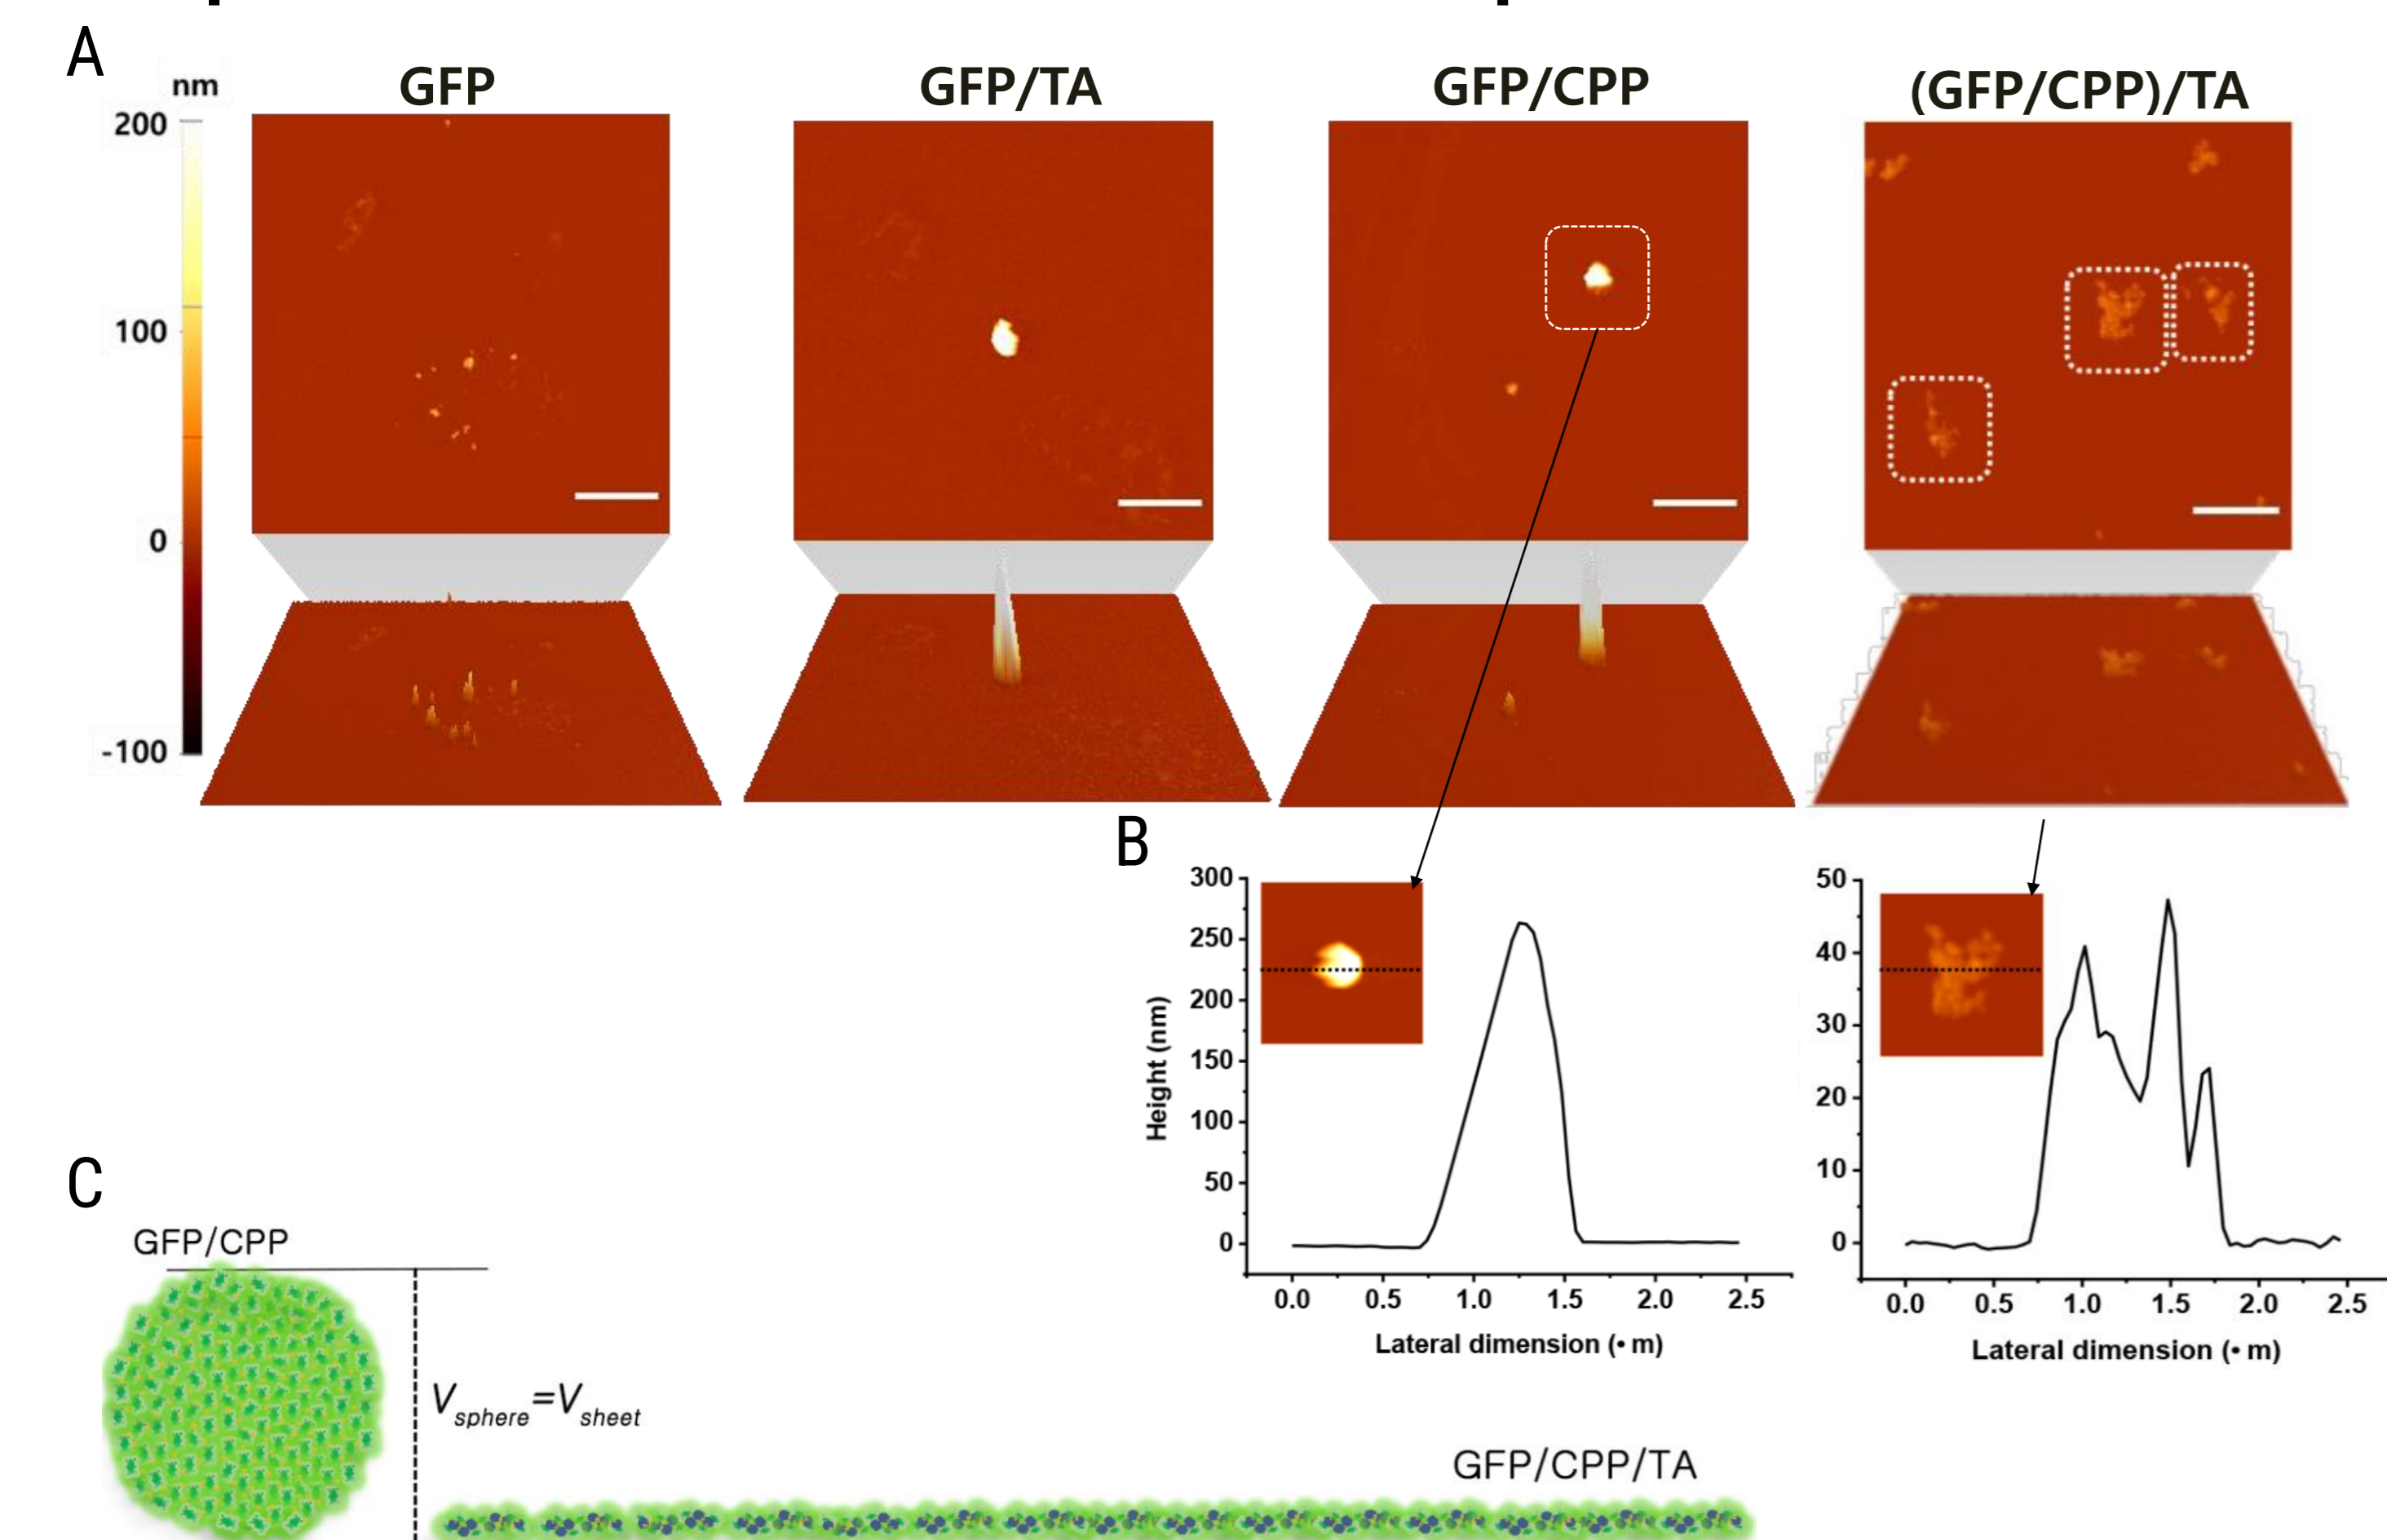 A
nm
GFP
GFP/TA
GFP/CPP
(GFP/CPP)/TA
200
100
0
-100
B
300
250
200
150
100
50
0
Height (nm)
0.0 0.5 1.0 1.5 2.0 2.5
Lateral dimension (• m)
50
40
30
20
10
0
0.0 0.5 1.0 1.5 2.0 2.5
Lateral dimension (• m)
C
GFP/CPP
Vsphere=Vsheet
GFP/CPP/TA